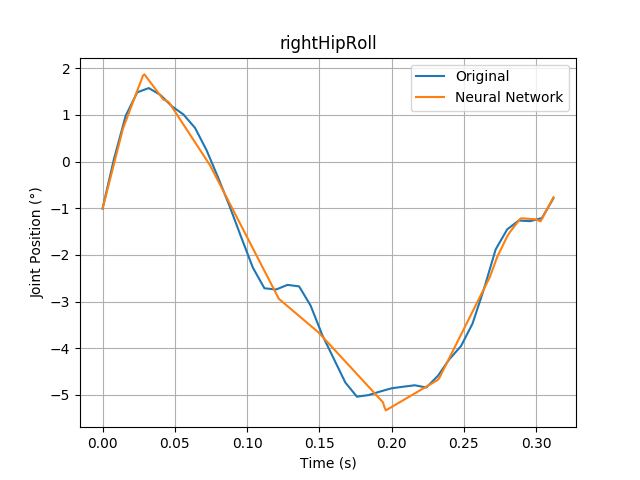 rightHipRoll
Original
Neural Network
2
1
0
−1
−2
−3
−4
−5
Joint Position (°)
0.00 0.05 0.10 0.15 0.20 0.25 0.30
Time (s)